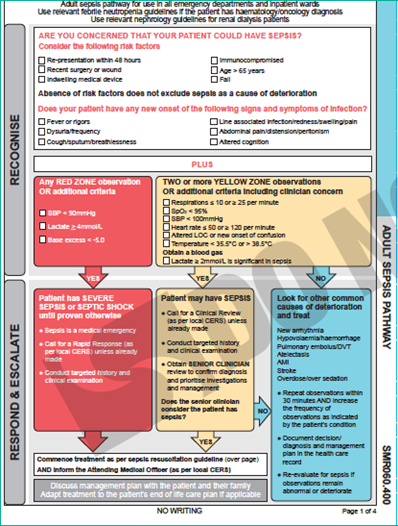 Adult sepsis pathway for use in all emergency departments and inpatient wards
Use relevant febrile neutropenia guidelines if the patient has haematology/oncology diagnosis
Use relevant nephrology guidelines for renal dialysis patients
RECOGNISE
ARE YOU CONCERNED THAT YOUR PATIENT COULD HAVE SEPSIS?
Consider the following risk factors
Re-presentation within 48 hours
Recent surgery or wound
Indwelling medical device
Immunocompromised
Age > 65 years
Fall
Absence of risk factors does not exclude sepsis as a cause of deterioration
Does your patient have any new onset of the following signs and symptoms of infection?
Fever or rigors
Dysuria/frequency
Cough/sputum/breathlessness
Line associated infection/redness/swelling/pain
Abdominal pain/distension/peritonism
Altered cognition
PLUS
Any RED ZONE observation
OR additional criteria
SBP < 90mmHg
Lactate ≥ 4mmol/L
Base excess < -5.0
TWO or more YELLOW ZONE observations
OR additional criteria including clinician concern
Respirations ≤ 10 or ≥ 25 per minute
SpO₂ < 95%
SBP < 100mmHg
Heart rate ≤ 50 or ≥ 120 per minute
Altered LOC or new onset of confusion
Temperature < 35.5°C or > 38.5°C
Obtain a blood gas
Lactate ≥ 2mmol/L is significant in sepsis
YES
YES
NO
RESPOND & ESCALATE
Patient has SEVERE
SEPSIS or SEPTIC SHOCK
until proven otherwise
• Sepsis is a medical emergency
• Call for a Rapid Response (as
per local CERS) unless already
made
• Conduct targeted history and
clinical examination
Patient may have SEPSIS
• Call for a Clinical Review
(as per local CERS) unless
already made
• Conduct targeted history
and clinical examination
• Obtain SENIOR CLINICIAN
review to confirm diagnosis
and prioritise investigations
and management
Does the senior clinician
consider the patient has
sepsis?
NO
YES
Look for other common
causes of deterioration
and treat
New arrhythmia
Hypovolaemia/haemorrhage
Pulmonary embolus/DVT
Atelectasis
AMI
Stroke
Overdose/over sedation
• Repeat observations within
30 minutes AND increase the
frequency of
observations as indicated
by the patient's condition
• Document decision/
diagnosis and management
plan in the health care
record
• Re-evaluate for sepsis if
observations remain
abnormal or deteriorate
Commence treatment as per sepsis resuscitation guideline (over page)
AND inform the Attending Medical Officer (as per local CERS)
Discuss management plan with the patient and their family
Adapt treatment to the patient's end of life care plan if applicable
ADULT SEPSIS PATHWAY
SMR060.400
NO WRITING
Page 1 of 4
DO NO